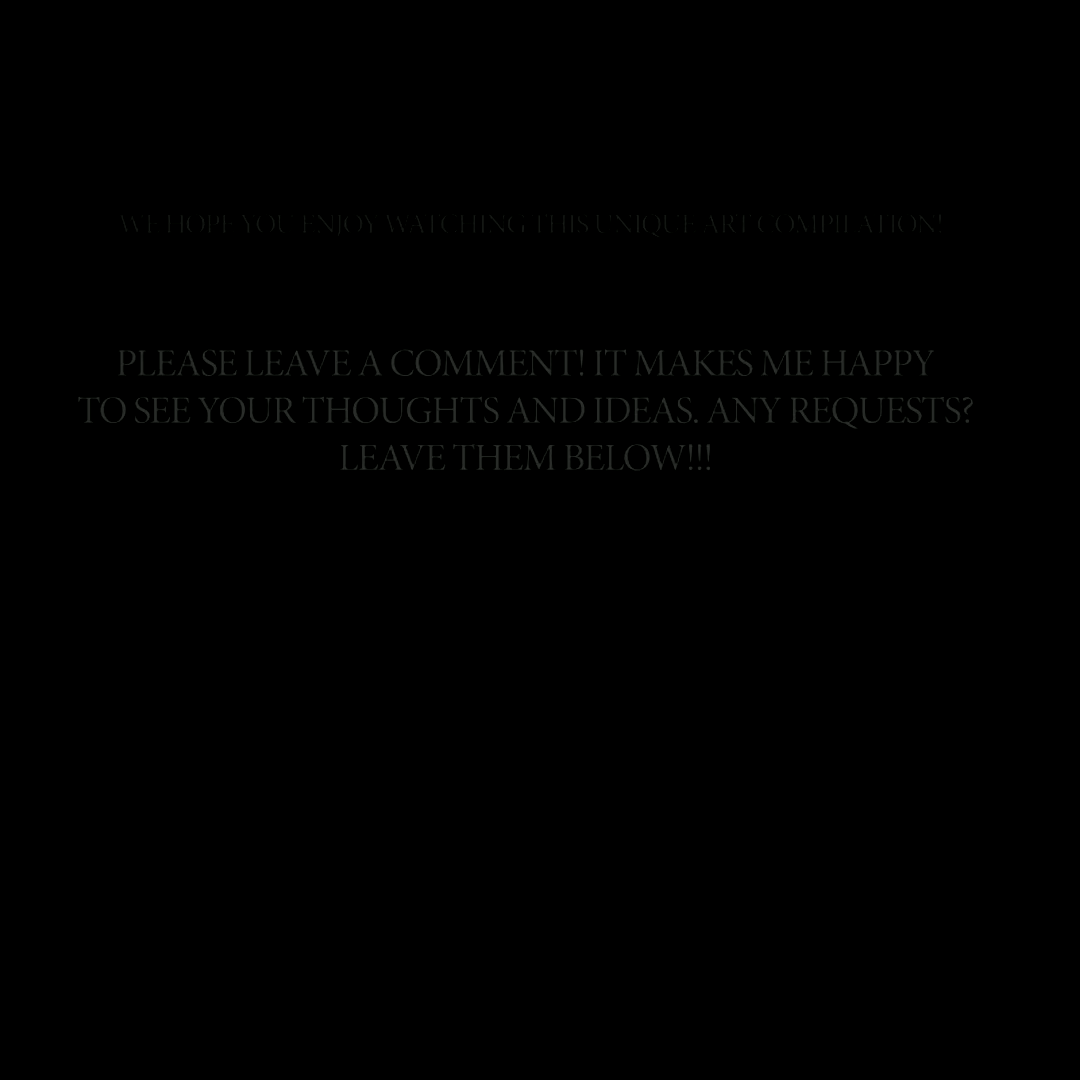 WE HOPE YOU ENJOY WATCHING THIS UNIQUE ART COMPILATION!
PLEASE LEAVE A COMMENT! IT MAKES ME HAPPY
TO SEE YOUR THOUGHTS AND IDEAS. ANY REQUESTS?
LEAVE THEM BELOW!!!